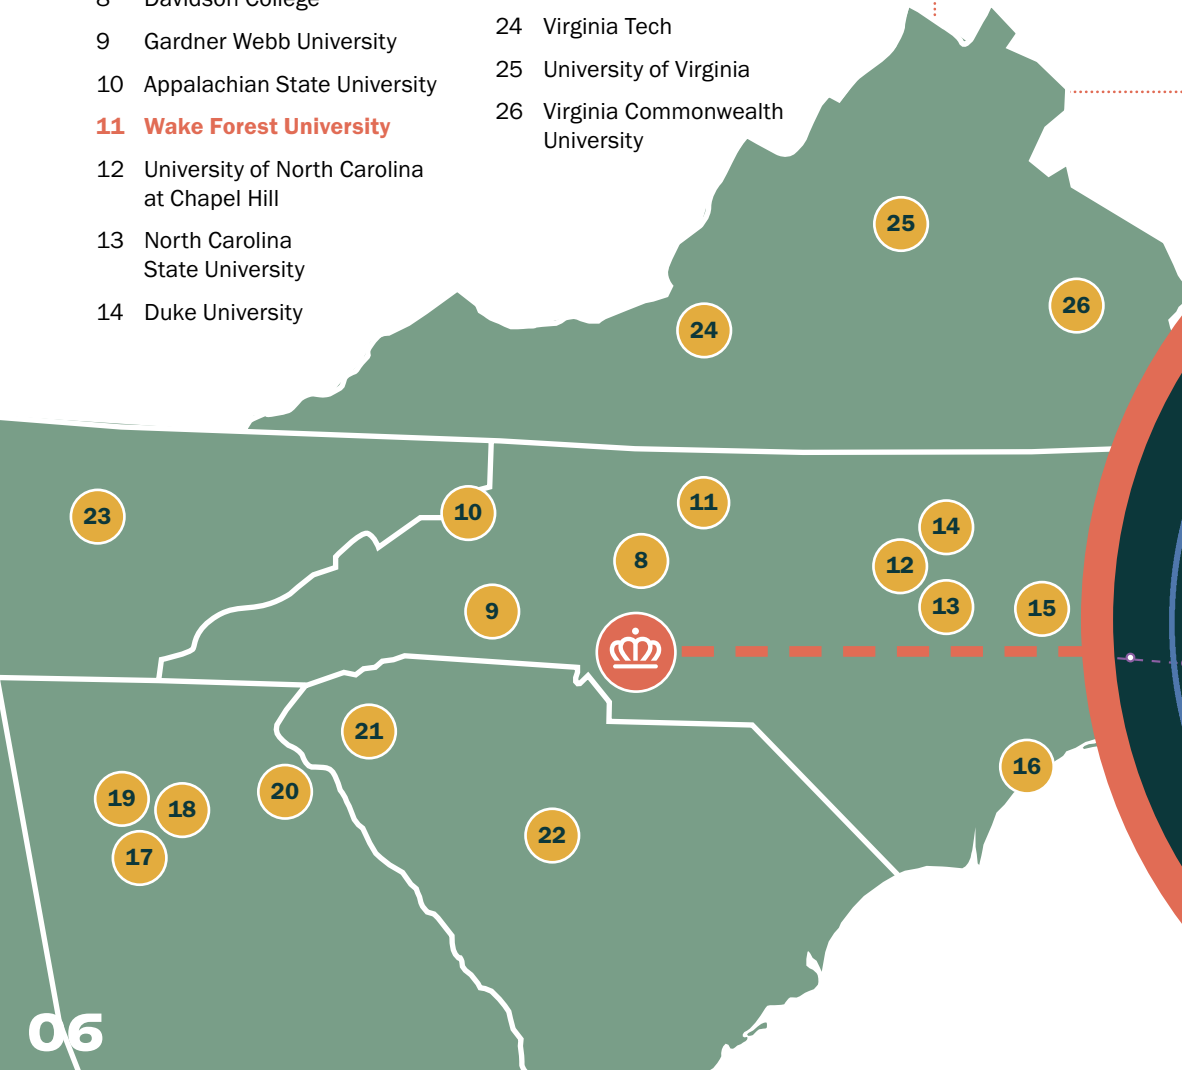 8 Davidson College
9 Gardner Webb University
10 Appalachian State University
11 Wake Forest University
12 University of North Carolina
at Chapel Hill
13 North Carolina
State University
14 Duke University
24 Virginia Tech
25 University of Virginia
26 Virginia Commonwealth
University
25
26
24
23
10
11
14
8
12
9
13
15
21
16
19
18
20
22
17
06